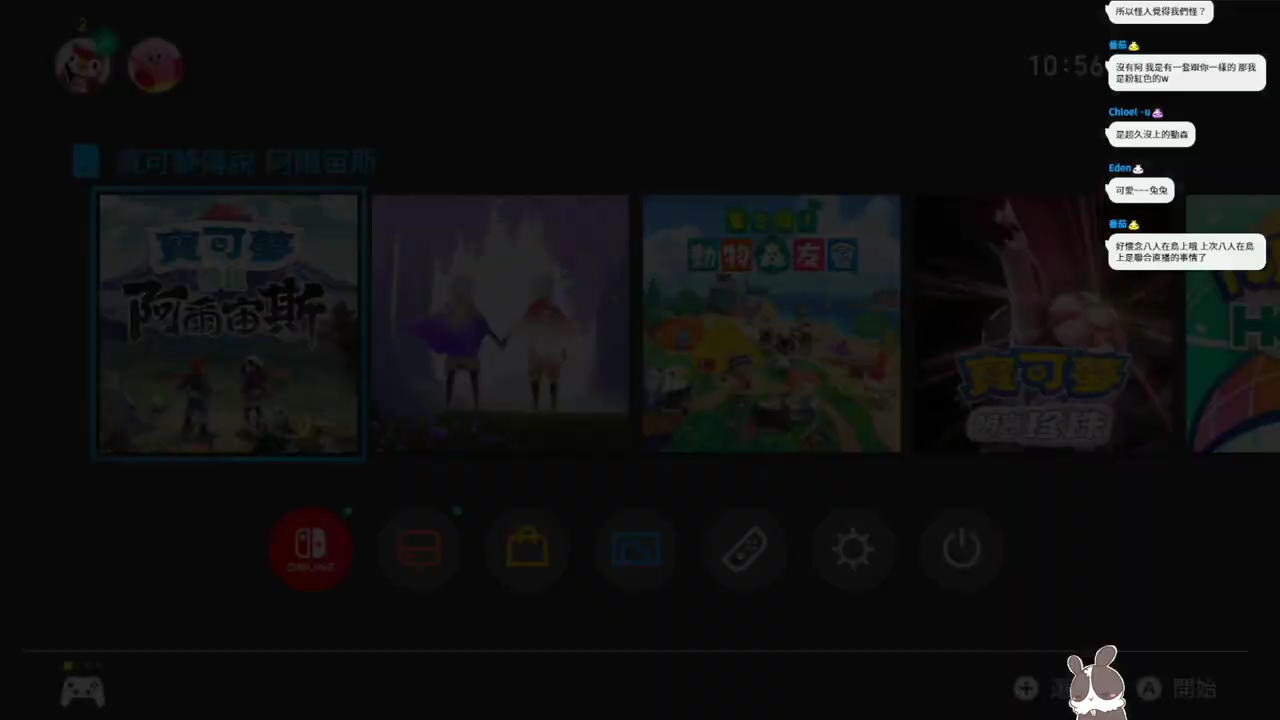 2
10:56
寶可夢傳說 阿爾宙斯
寶可夢
阿爾宙斯
動物森友會
寶可夢
明亮珍珠
H
ONLINE
開始
所以怪人覺得我們怪？
番茄
沒有阿 我是有一套跟你一樣的 那我
是粉紅色的w
Chloei ·u
是超久沒上的動森
Eden
可愛~~~兔兔
番茄
好懷念八人在島上哦 上次八人在島
上是聯合直播的事情了